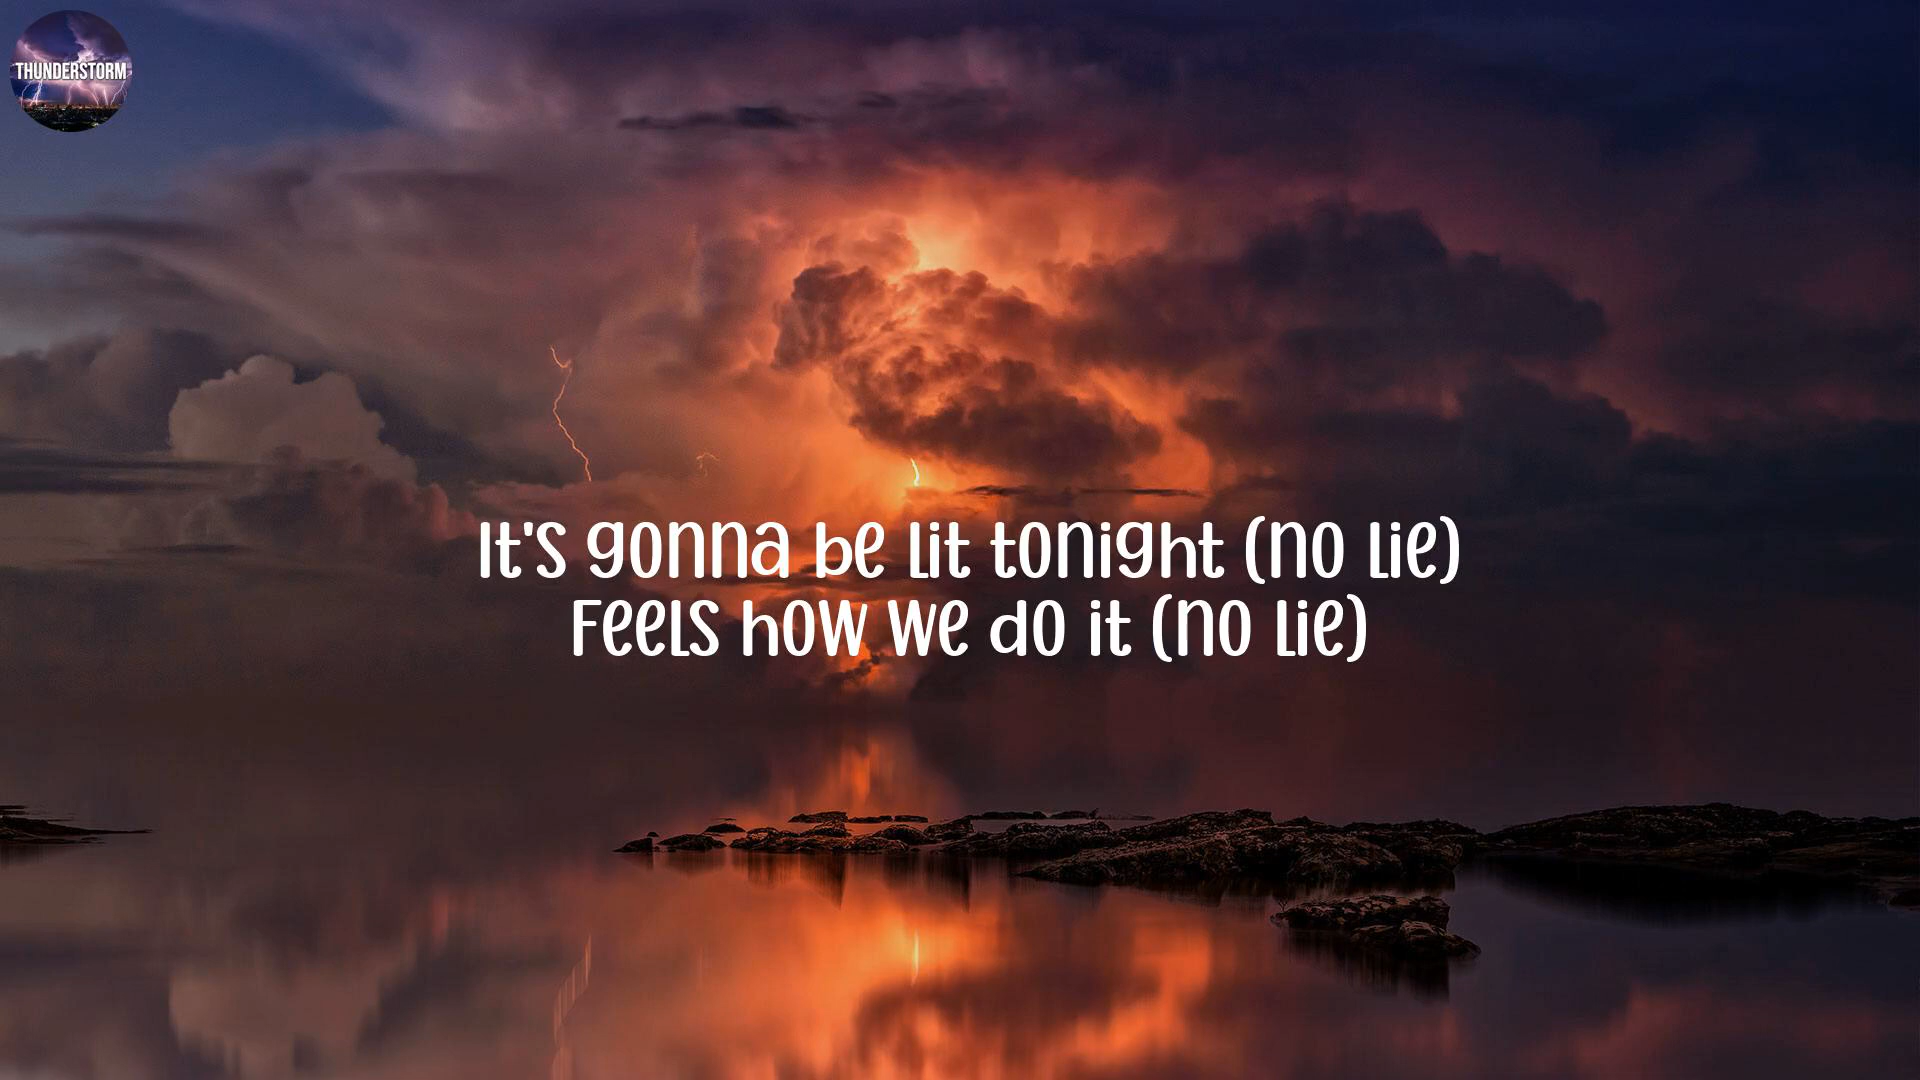 THUNDERSTORM
It's gonna be lit tonight (no lie)
Feels how we do it (no lie)